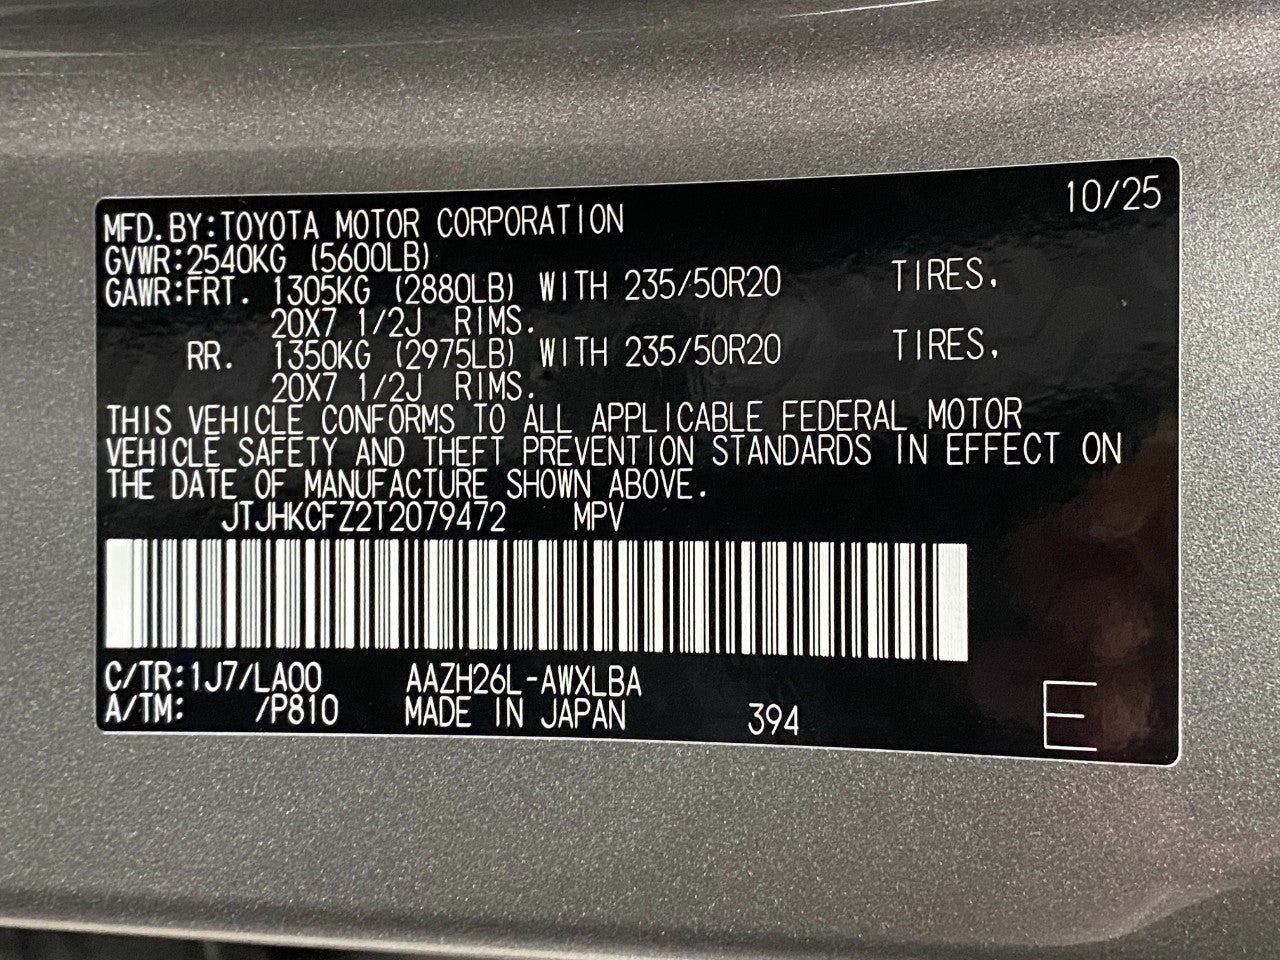 10/25
MFD.BY:TOYOTA MOTOR CORPORATION
GVWR:2540KG (5600LB)
GAWR:FRT. 1305KG (2880LB) WITH 235/50R20 TIRES,
20X7 1/2J RIMS.
RR. 1350KG (2975LB) WITH 235/50R20 TIRES,
20X7 1/2J RIMS.
THIS VEHICLE CONFORMS TO ALL APPLICABLE FEDERAL MOTOR
VEHICLE SAFETY AND THEFT PREVENTION STANDARDS IN EFFECT ON
THE DATE OF MANUFACTURE SHOWN ABOVE.
JTJHKCFZ2T2079472 MPV
C/TR:1J7/LA00 AAZH26L-AWXLBA
A/TM: /P810 MADE IN JAPAN 394 E